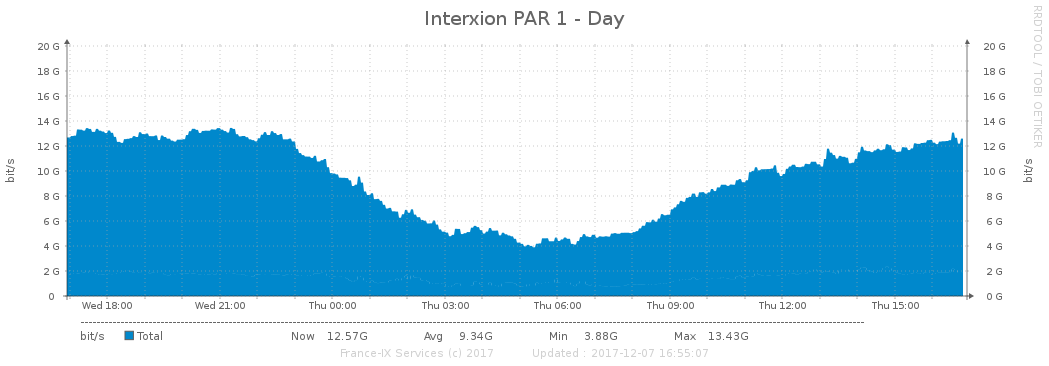 Interxion PAR 1 - Day
RRDTOOL / TOBI OETIKER
20 G 20 G
18 G 18 G
16 G 16 G
14 G 14 G
12 G 12 G
10 G 10 G
8 G 8 G
6 G 6 G
4 G 4 G
2 G 2 G
0 0 G
bit/s bit/s
Wed 18:00 Wed 21:00 Thu 00:00 Thu 03:00 Thu 06:00 Thu 09:00 Thu 12:00 Thu 15:00
bit/s Total Now 12.57G Avg 9.34G Min 3.88G Max 13.43G
France-IX Services (c) 2017 Updated : 2017-12-07 16:55:07